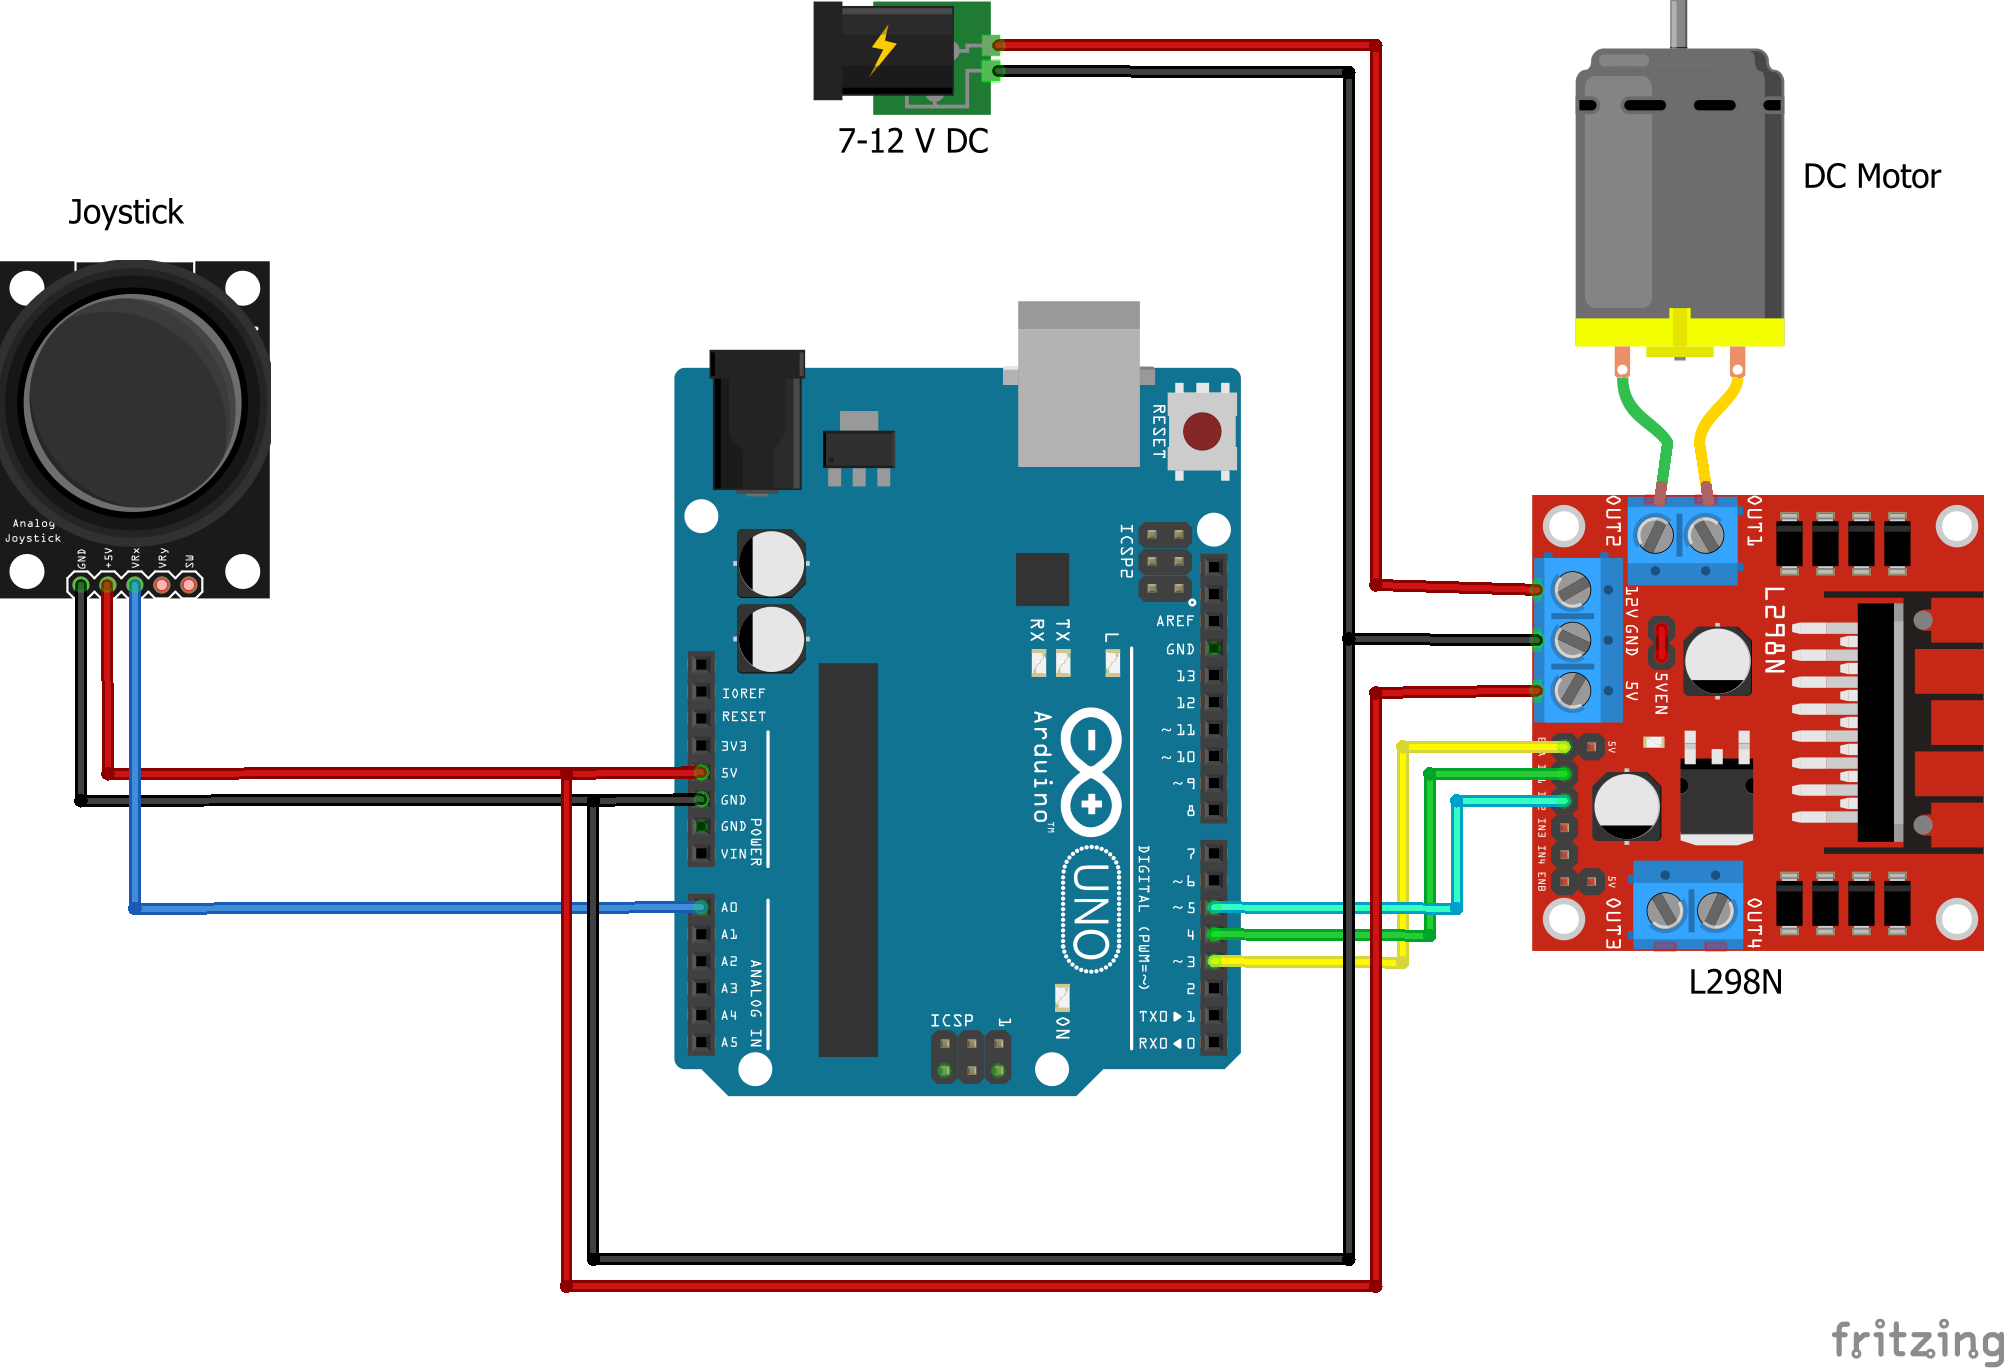 7-12 V DC
DC Motor
Joystick
Analog
Joystick
GND
+5V
VRx
VRy
SW
RESET
ICSP2
RX
TX
L
AREF
GND
13
12
~11
~10
~9
8
IOREF
RESET
3V3
5V
GND
GND
VIN
POWER
Arduino™
UNO
7
~6
~5
4
~3
2
TX0▶1
RX0◀0
DIGITAL (PWM=~)
A0
A1
A2
A3
A4
A5
ANALOG IN
ICSP
1
ON
OUT2
OUT1
12V
GND
5V
5VEN
L298N
5V
IN3
IN4
ENB
5V
OUT3
OUT4
L298N
fritzing